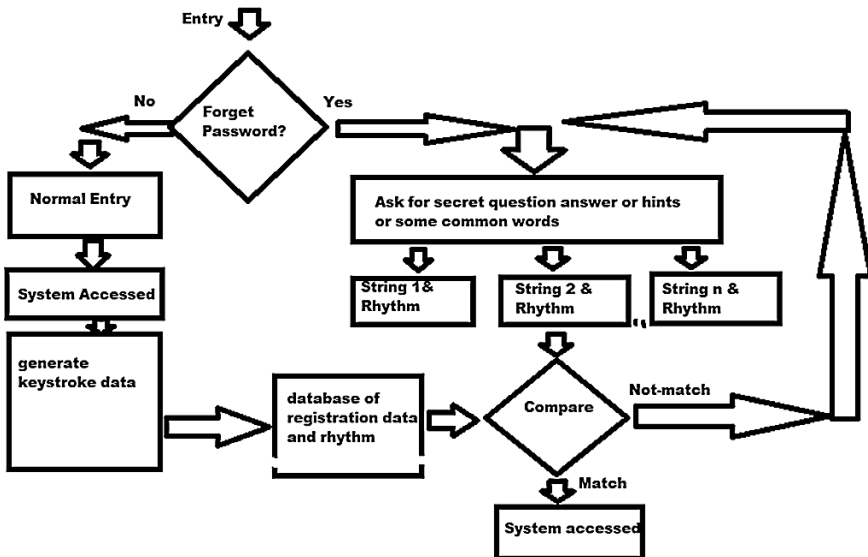 Entry
No
Forget
Password?
Yes
Normal Entry
Ask for secret question answer or hints
or some common words
System Accessed
String 1&
Rhythm
String 2 &
Rhythm
String n &
Rhythm
generate
keystroke data
database of
registration data
and rhythm
Compare
Not-match
Match
System accessed